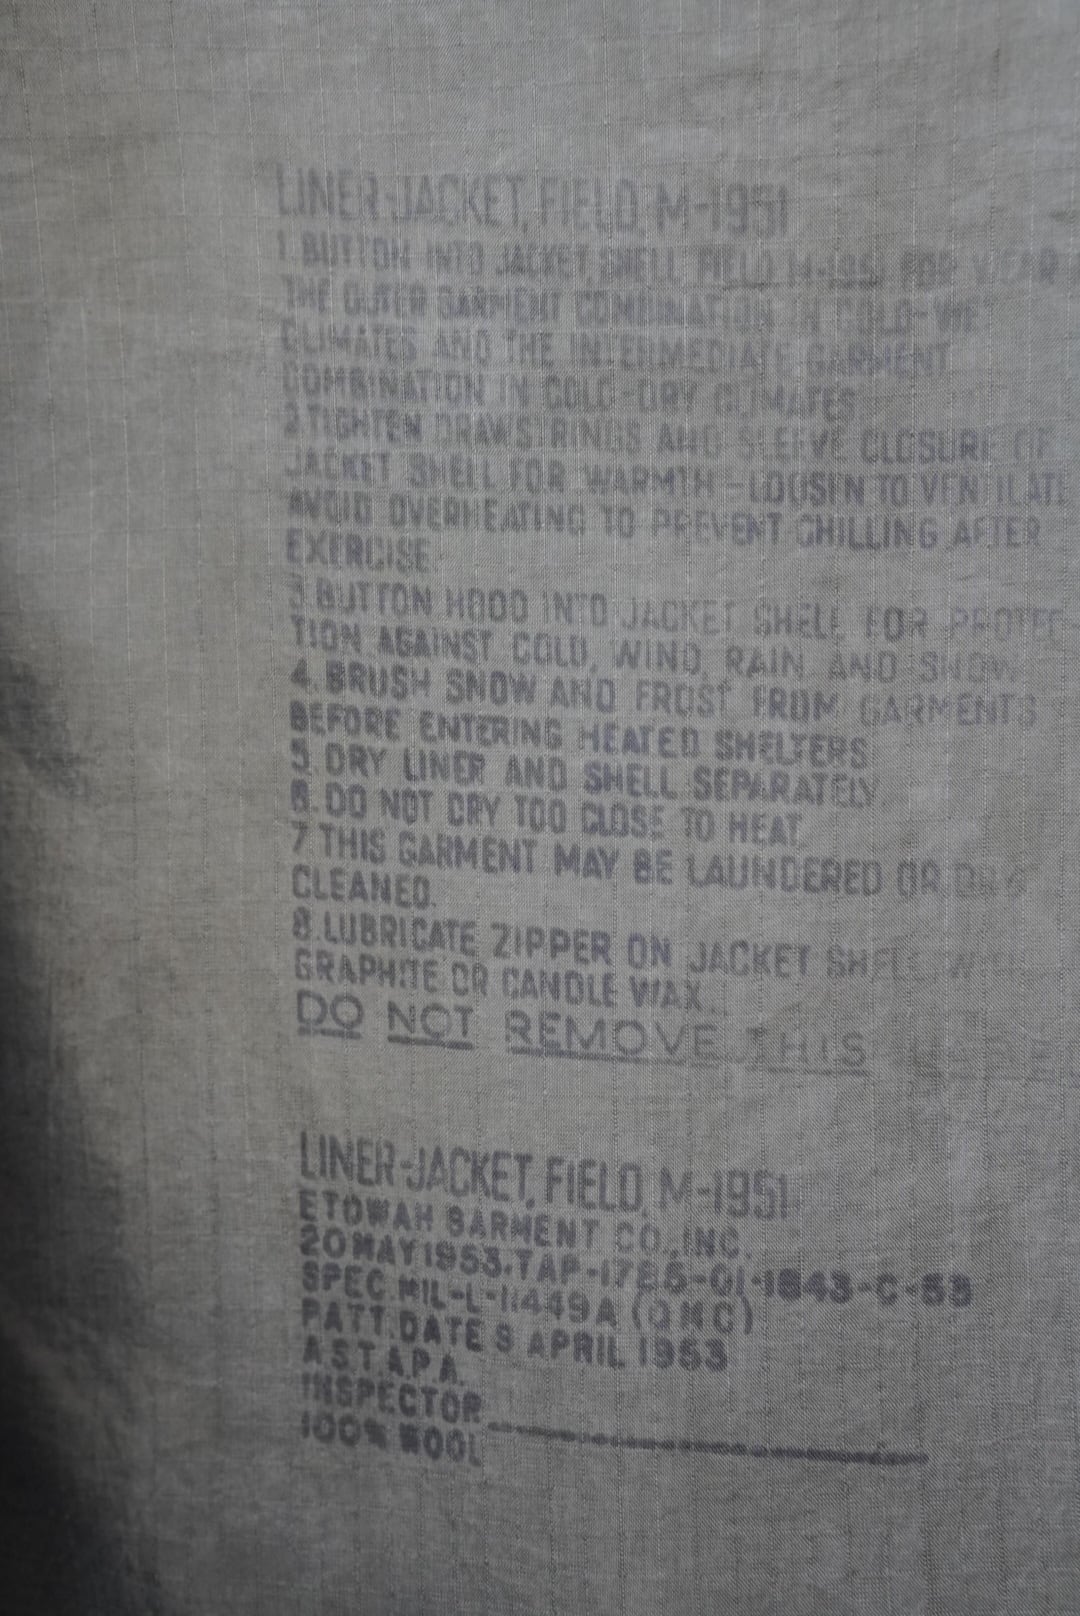 LINER-JACKET, FIELD, M-1951
1. BUTTON INTO JACKET, SHELL, FIELD M-1951 FOR WEAR
THE OUTER GARMENT COMBINATION IN COLD-WE
CLIMATES AND THE INTERMEDIATE GARMENT
COMBINATION IN COLD-DRY CLIMATES
2. TIGHTEN DRAWSTRINGS AND SLEEVE CLOSURE OF
JACKET SHELL FOR WARMTH-LOUSEN TO VENTILATE
AVOID OVERHEATING TO PREVENT CHILLING AFTER
EXERCISE.
3. BUTTON HOOD INTO JACKET SHELL FOR PROTEC-
TION AGAINST COLD, WIND, RAIN AND SNOW.
4. BRUSH SNOW AND FROST FROM GARMENTS
BEFORE ENTERING HEATED SHELTERS
5. DRY LINER AND SHELL SEPARATELY
6. DO NOT DRY TOO CLOSE TO HEAT.
7. THIS GARMENT MAY BE LAUNDERED OR DRY
CLEANED.
8. LUBRICATE ZIPPER ON JACKET SHELL WITH
GRAPHITE OR CANDLE WAX.
DO NOT REMOVE THIS
LINER-JACKET, FIELD, M-1951
ETOWAH GARMENT CO., INC.
20 MAY 1953. TAP-1785-OI-1843-C-53
SPEC. MIL-L-11449A (QMC)
PATT. DATE 8 APRIL 1953
A.S.T.A.P.A.
INSPECTOR
100% WOOL